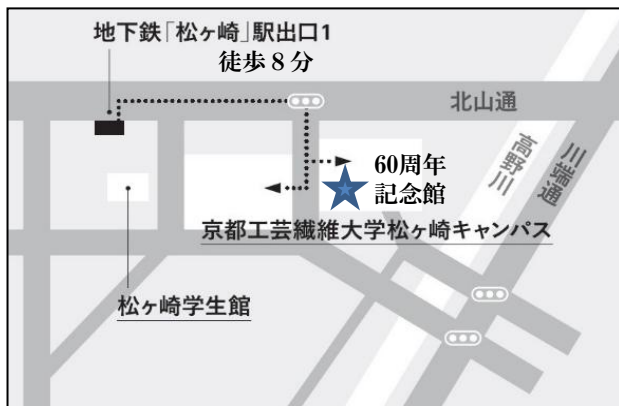 地下鉄「松ヶ崎」駅出口1
徒歩８分
北山通
高野川
川端通
60周年
記念館
京都工芸繊維大学松ヶ崎キャンパス
松ヶ崎学生館